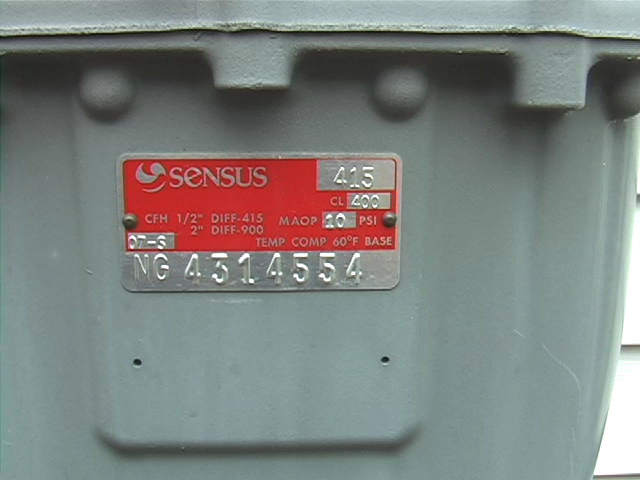 sensus 415
CL 400
CFH 1/2" DIFF-415 MAOP 10 PSI
2" DIFF-900
07-S TEMP COMP 60°F BASE
NG 4314554